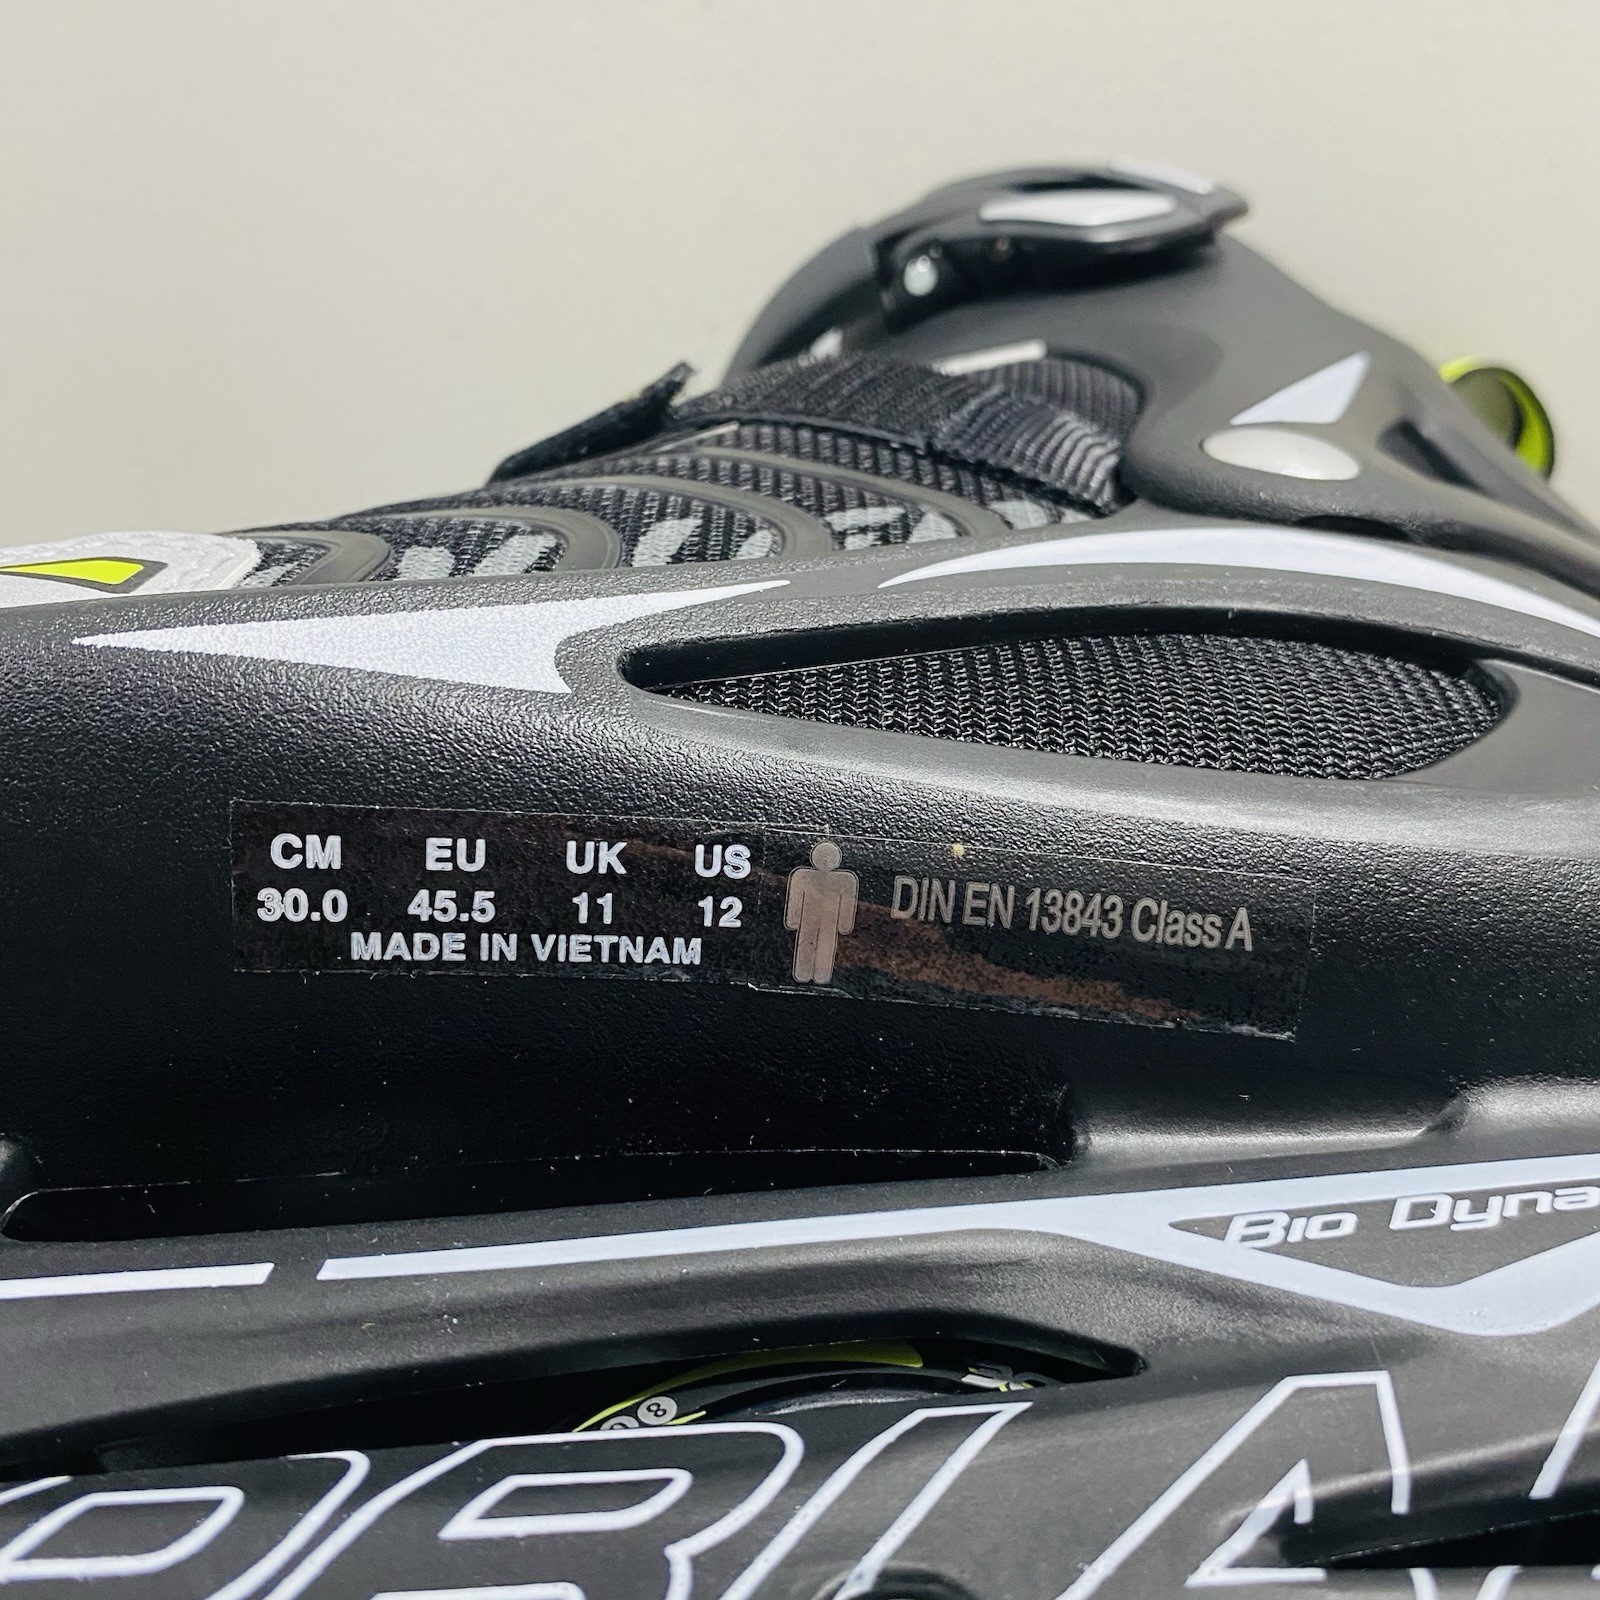 CM EU UK US
30.0 45.5 11 12
MADE IN VIETNAM
DIN EN 13843 Class A
Bio Dyna
8